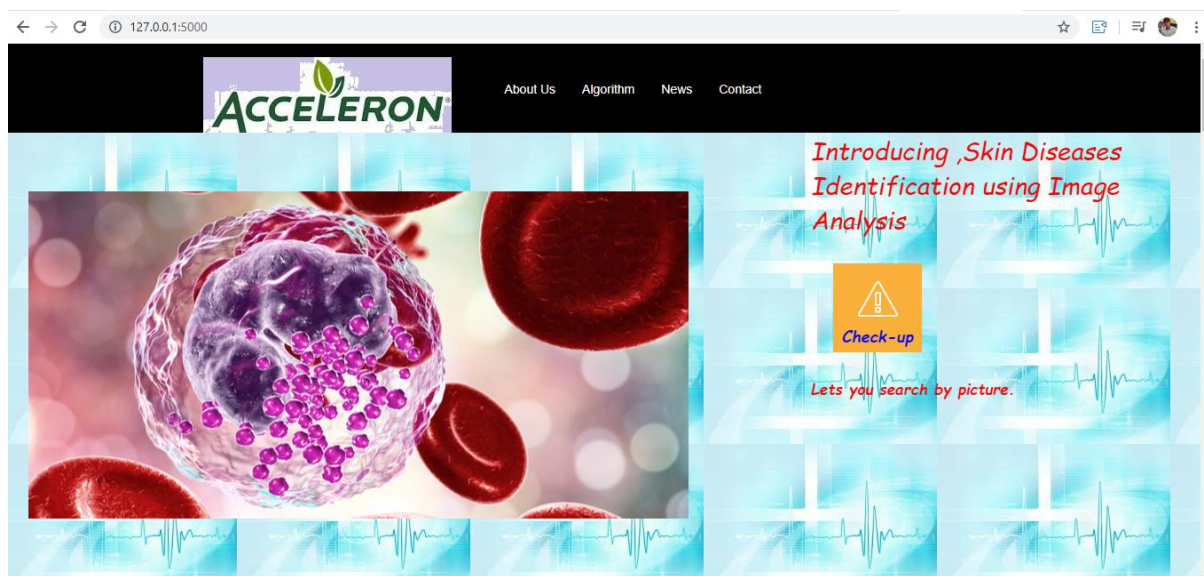 127.0.0.1:5000
ACCELERON®
About Us Algorithm News Contact
Introducing ,Skin Diseases
Identification using Image
Analysis
Check-up
Lets you search by picture.